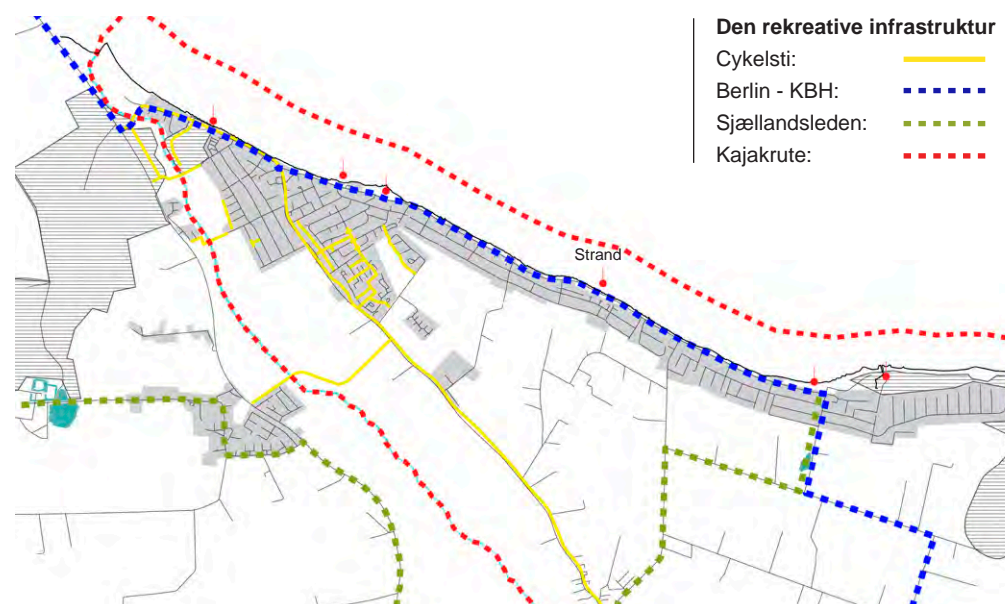 Den rekreative infrastruktur
Cykelsti:
Berlin - KBH:
Sjællandsleden:
Kajakrute:
Strand